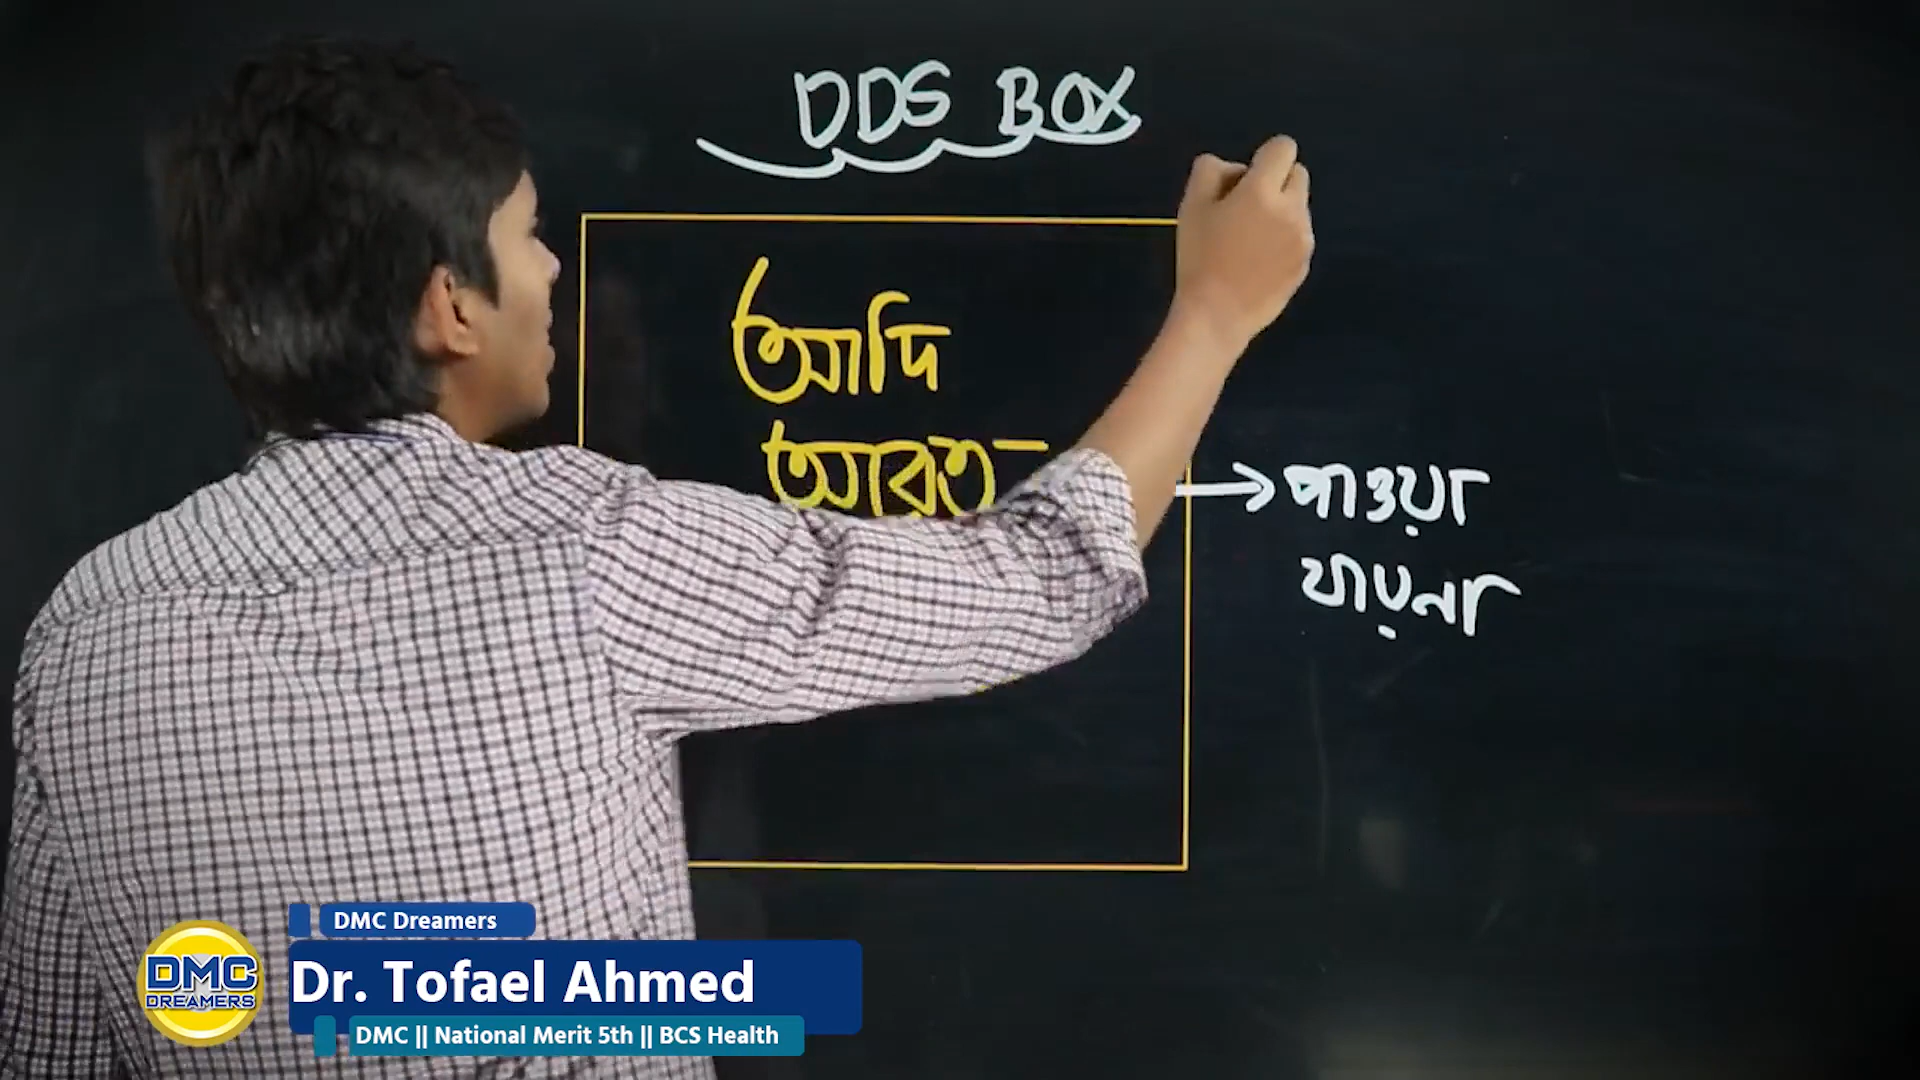 DDS BOX
আদি
আবৃত
→ পাওয়া
যায়না
DMC Dreamers
DMC
DREAMERS
Dr. Tofael Ahmed
DMC || National Merit 5th || BCS Health